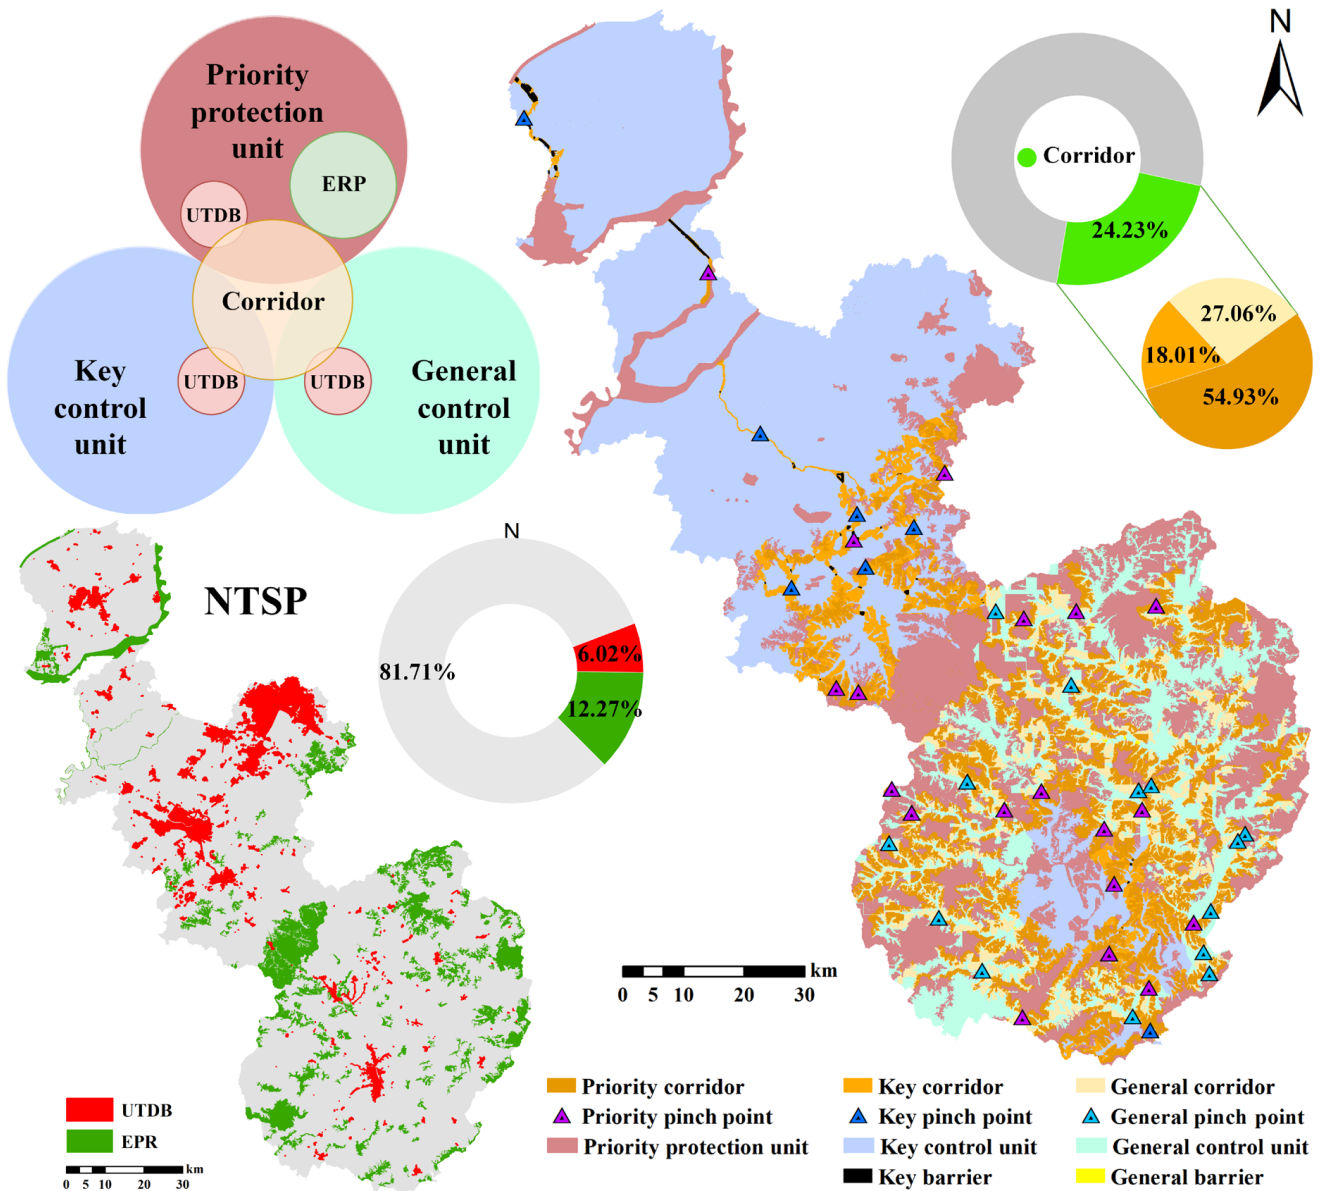 Priority
protection
unit
ERP
UTDB
Corridor
Key
control
unit
UTDB
UTDB
General
control
unit
N
Corridor
24.23%
27.06%
18.01%
54.93%
NTSP
N
6.02%
81.71%
12.27%
UTDB
EPR
km
0 5 10 20 30
km
0 5 10 20 30
Priority corridor
Priority pinch point
Priority protection unit
Key corridor
Key pinch point
Key control unit
Key barrier
General corridor
General pinch point
General control unit
General barrier